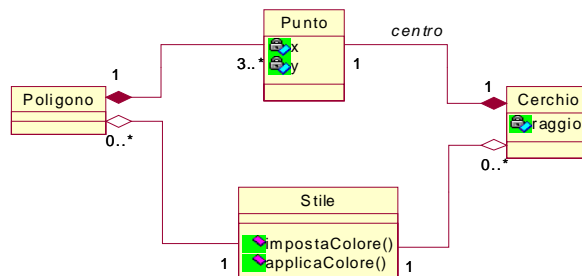 Punto
x
y
centro
1
3..*
1
1
Poligono
Cerchio
raggio
0..*
0..*
Stile
impostaColore()
applicaColore()
1
1